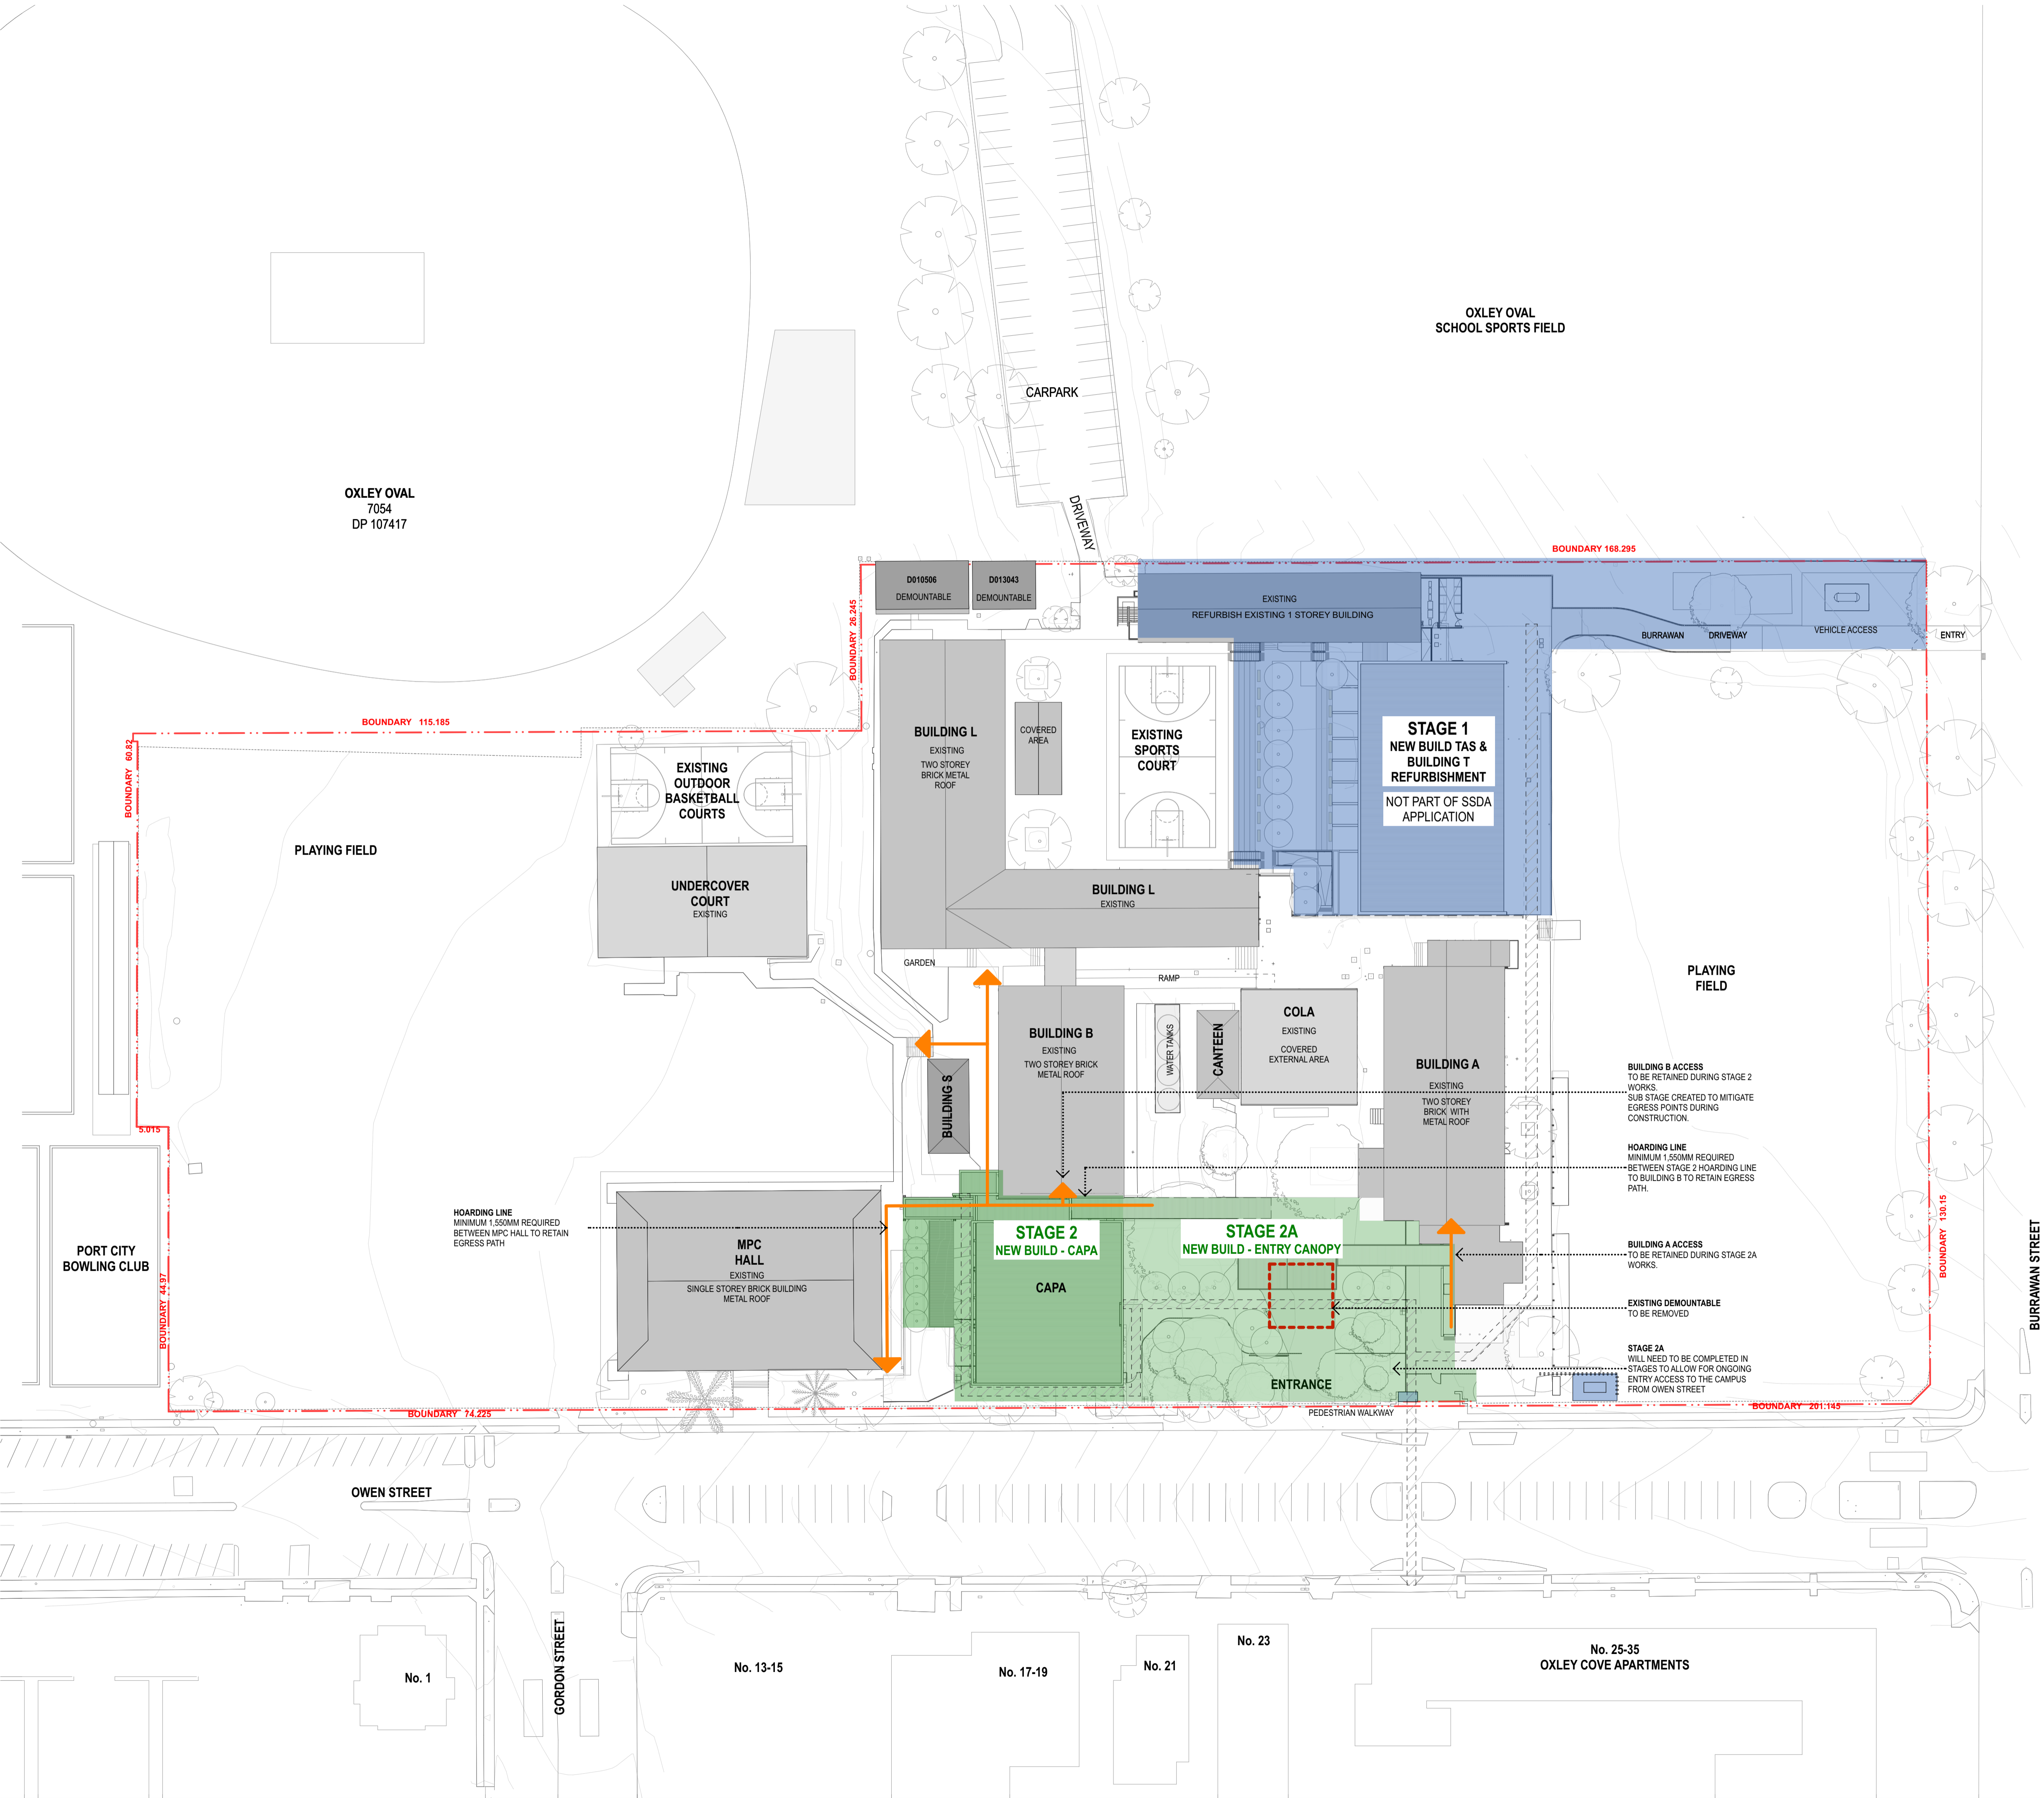 OXLEY OVAL
SCHOOL SPORTS FIELD
CARPARK
OXLEY OVAL
7054
DP 107417
DRIVEWAY
BOUNDARY 168.295
D010506
DEMOUNTABLE
D013043
DEMOUNTABLE
BOUNDARY 26.245
EXISTING
REFURBISH EXISTING 1 STOREY BUILDING
BURRAWAN DRIVEWAY
VEHICLE ACCESS
ENTRY
BOUNDARY 115.185
BOUNDARY 60.82
BUILDING L
EXISTING
TWO STOREY
BRICK METAL
ROOF
COVERED
AREA
EXISTING
SPORTS
COURT
STAGE 1
NEW BUILD TAS &
BUILDING T
REFURBISHMENT
NOT PART OF SSDA
APPLICATION
EXISTING
OUTDOOR
BASKETBALL
COURTS
PLAYING FIELD
UNDERCOVER
COURT
EXISTING
BUILDING L
EXISTING
GARDEN
RAMP
PLAYING
FIELD
BUILDING B
EXISTING
TWO STOREY BRICK
METAL ROOF
WATER TANKS
CANTEEN
COLA
EXISTING
COVERED
EXTERNAL AREA
BUILDING A
EXISTING
TWO STOREY
BRICK WITH
METAL ROOF
BUILDING S
BUILDING B ACCESS
TO BE RETAINED DURING STAGE 2
WORKS.
SUB STAGE CREATED TO MITIGATE
EGRESS POINTS DURING
CONSTRUCTION.
5.015
HOARDING LINE
MINIMUM 1,550MM REQUIRED
BETWEEN STAGE 2 HOARDING LINE
TO BUILDING B TO RETAIN EGRESS
PATH.
HOARDING LINE
MINIMUM 1,550MM REQUIRED
BETWEEN MPC HALL TO RETAIN
EGRESS PATH
BOUNDARY 130.15
BURRAWAN STREET
PORT CITY
BOWLING CLUB
BOUNDARY 44.97
MPC
HALL
EXISTING
SINGLE STOREY BRICK BUILDING
METAL ROOF
STAGE 2
NEW BUILD - CAPA
CAPA
STAGE 2A
NEW BUILD - ENTRY CANOPY
BUILDING A ACCESS
TO BE RETAINED DURING STAGE 2A
WORKS.
EXISTING DEMOUNTABLE
TO BE REMOVED
STAGE 2A
WILL NEED TO BE COMPLETED IN
STAGES TO ALLOW FOR ONGOING
ENTRY ACCESS TO THE CAMPUS
FROM OWEN STREET
ENTRANCE
PEDESTRIAN WALKWAY
BOUNDARY 74.225
BOUNDARY 201.145
OWEN STREET
GORDON STREET
No. 1
No. 13-15
No. 17-19
No. 21
No. 23
No. 25-35
OXLEY COVE APARTMENTS